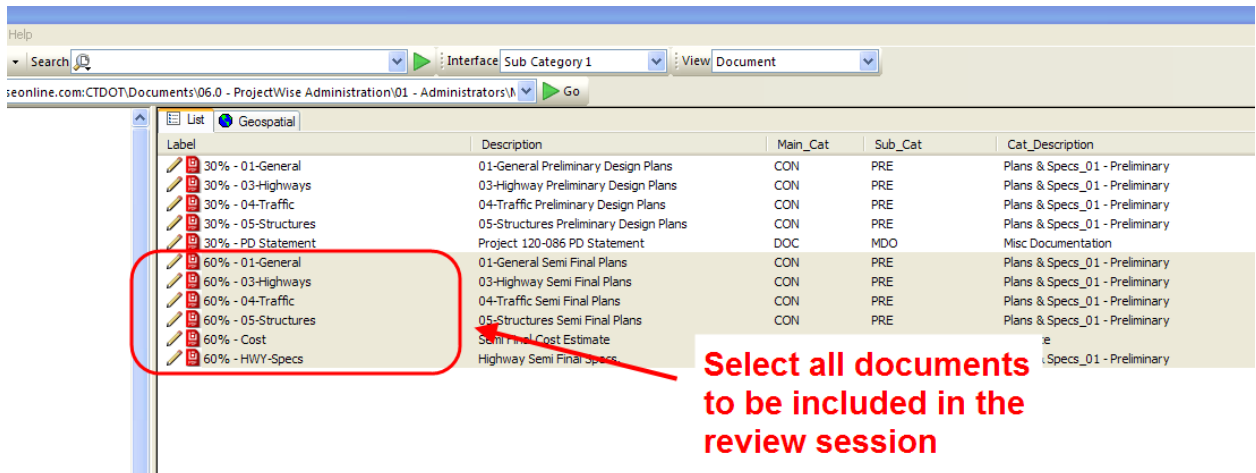 Help
Search Interface Sub Category 1 View Document
seonline.com:CTDOT\Documents\06.0 - ProjectWise Administration\01 - Administrators\ Go
List Geospatial
Label Description Main_Cat Sub_Cat Cat_Description
30% - 01-General 01-General Preliminary Design Plans CON PRE Plans & Specs_01 - Preliminary
30% - 03-Highways 03-Highway Preliminary Design Plans CON PRE Plans & Specs_01 - Preliminary
30% - 04-Traffic 04-Traffic Preliminary Design Plans CON PRE Plans & Specs_01 - Preliminary
30% - 05-Structures 05-Structures Preliminary Design Plans CON PRE Plans & Specs_01 - Preliminary
30% - PD Statement Project 120-086 PD Statement DOC MDO Misc Documentation
60% - 01-General 01-General Semi Final Plans CON PRE Plans & Specs_01 - Preliminary
60% - 03-Highways 03-Highway Semi Final Plans CON PRE Plans & Specs_01 - Preliminary
60% - 04-Traffic 04-Traffic Semi Final Plans CON PRE Plans & Specs_01 - Preliminary
60% - 05-Structures 05-Structures Semi Final Plans CON PRE Plans & Specs_01 - Preliminary
60% - Cost Semi Final Cost Estimate
60% - HWY-Specs Highway Semi Final Specs Specs_01 - Preliminary
Select all documents
to be included in the
review session